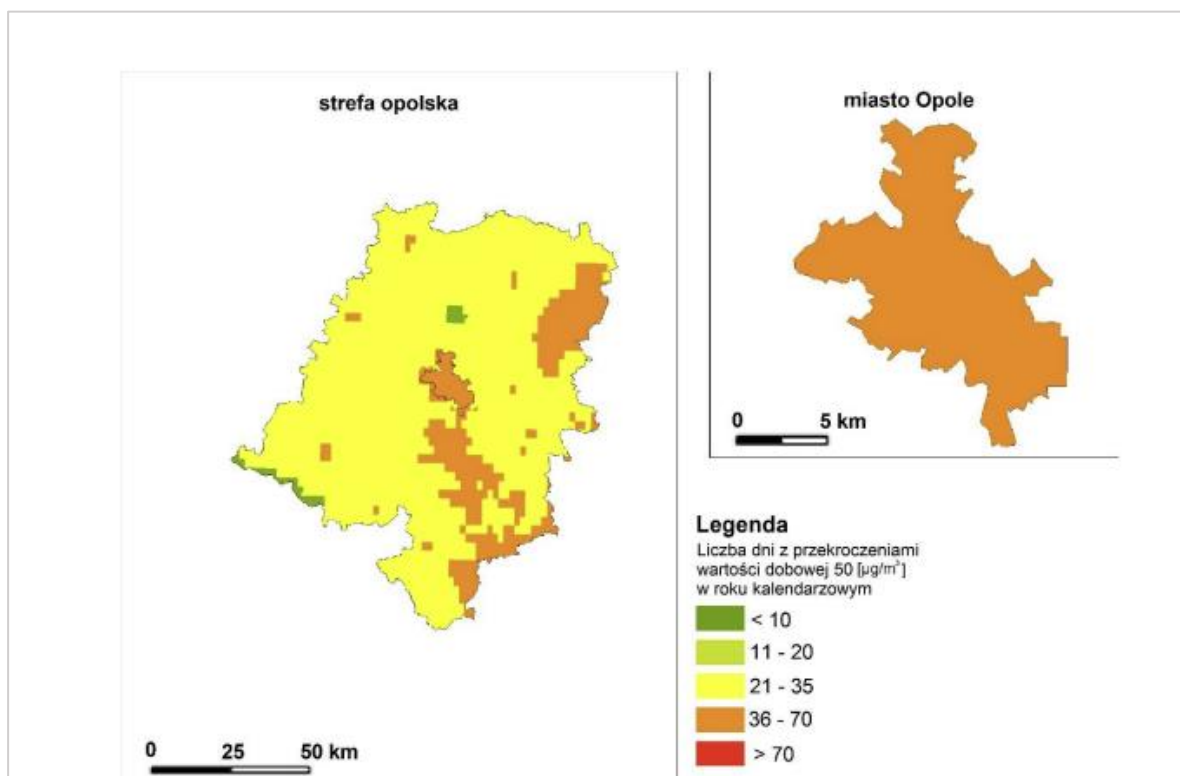 strefa opolska
0 25 50 km
miasto Opole
0 5 km
Legenda
Liczba dni z przekroczeniami
wartości dobowej 50 [µg/m³]
w roku kalendarzowym
< 10
11 - 20
21 - 35
36 - 70
> 70